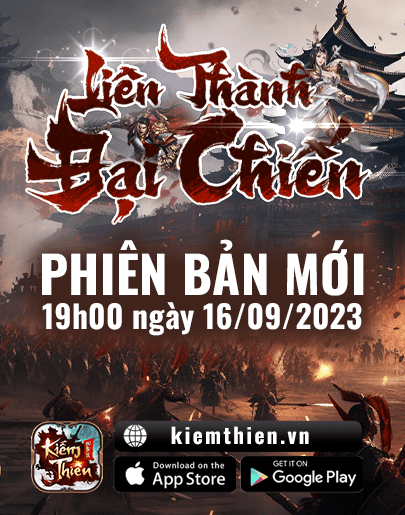 Liên Thành
Đại Chiến
PHIÊN BẢN MỚI
19h00 ngày 16/09/2023
Kiếm
Thiên
kiemthien.vn
Download on the
App Store
GET IT ON
Google Play